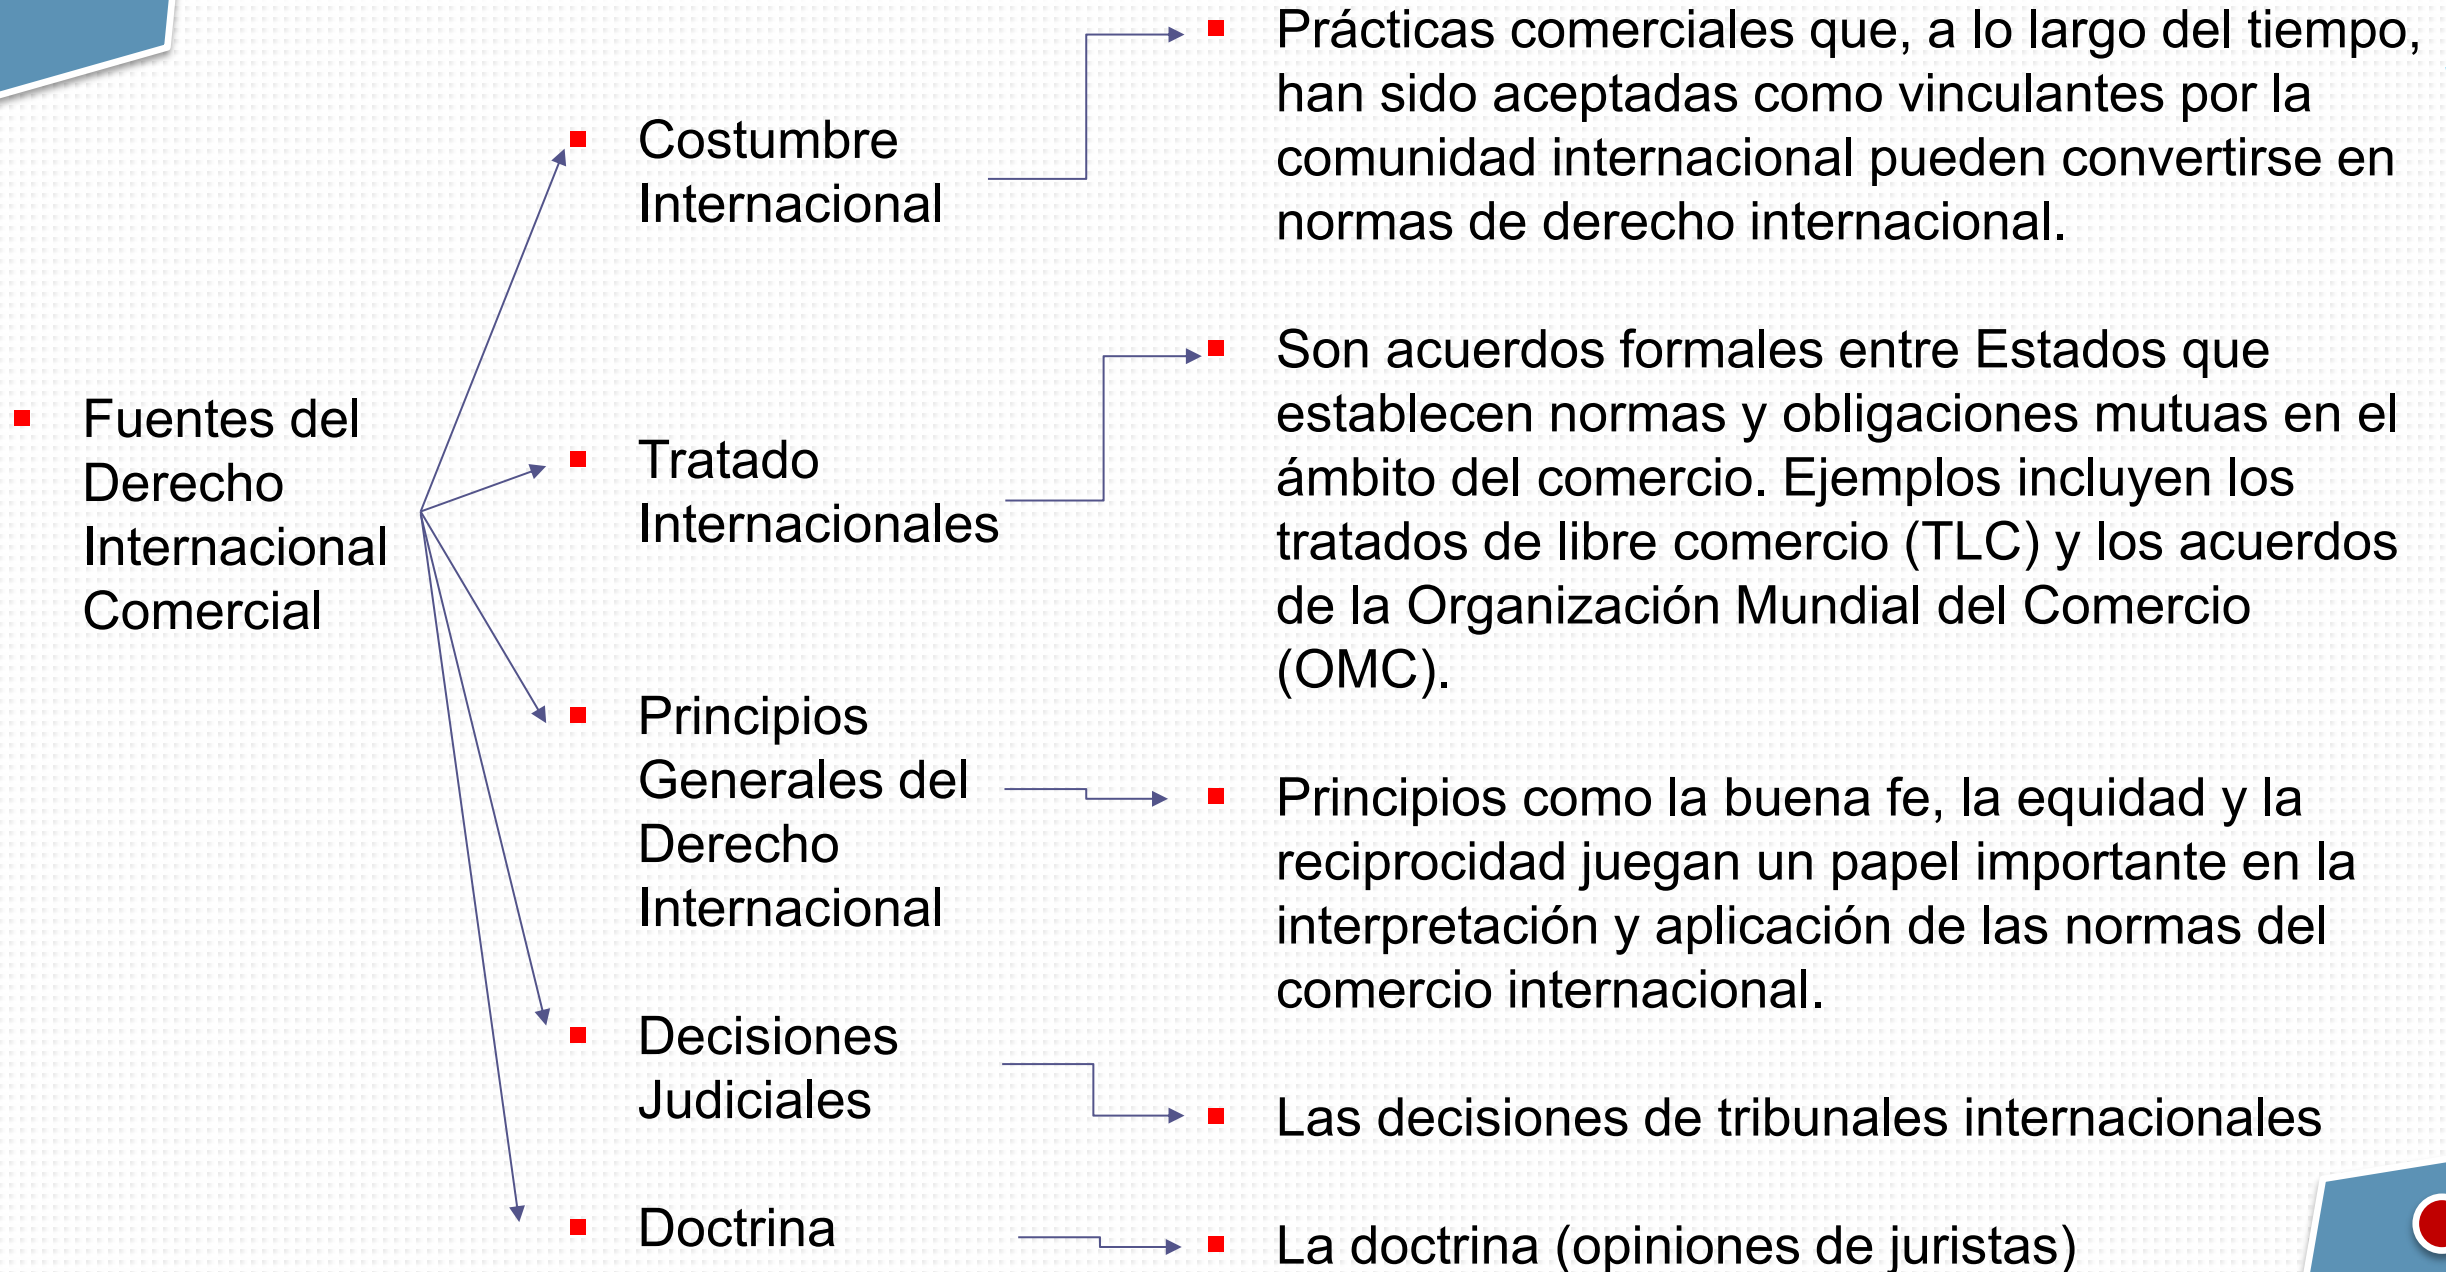 Fuentes del
Derecho
Internacional
Comercial
Costumbre
Internacional
Prácticas comerciales que, a lo largo del tiempo,
han sido aceptadas como vinculantes por la
comunidad internacional pueden convertirse en
normas de derecho internacional.
Tratado
Internacionales
Son acuerdos formales entre Estados que
establecen normas y obligaciones mutuas en el
ámbito del comercio. Ejemplos incluyen los
tratados de libre comercio (TLC) y los acuerdos
de la Organización Mundial del Comercio
(OMC).
Principios
Generales del
Derecho
Internacional
Principios como la buena fe, la equidad y la
reciprocidad juegan un papel importante en la
interpretación y aplicación de las normas del
comercio internacional.
Decisiones
Judiciales
Las decisiones de tribunales internacionales
Doctrina
La doctrina (opiniones de juristas)